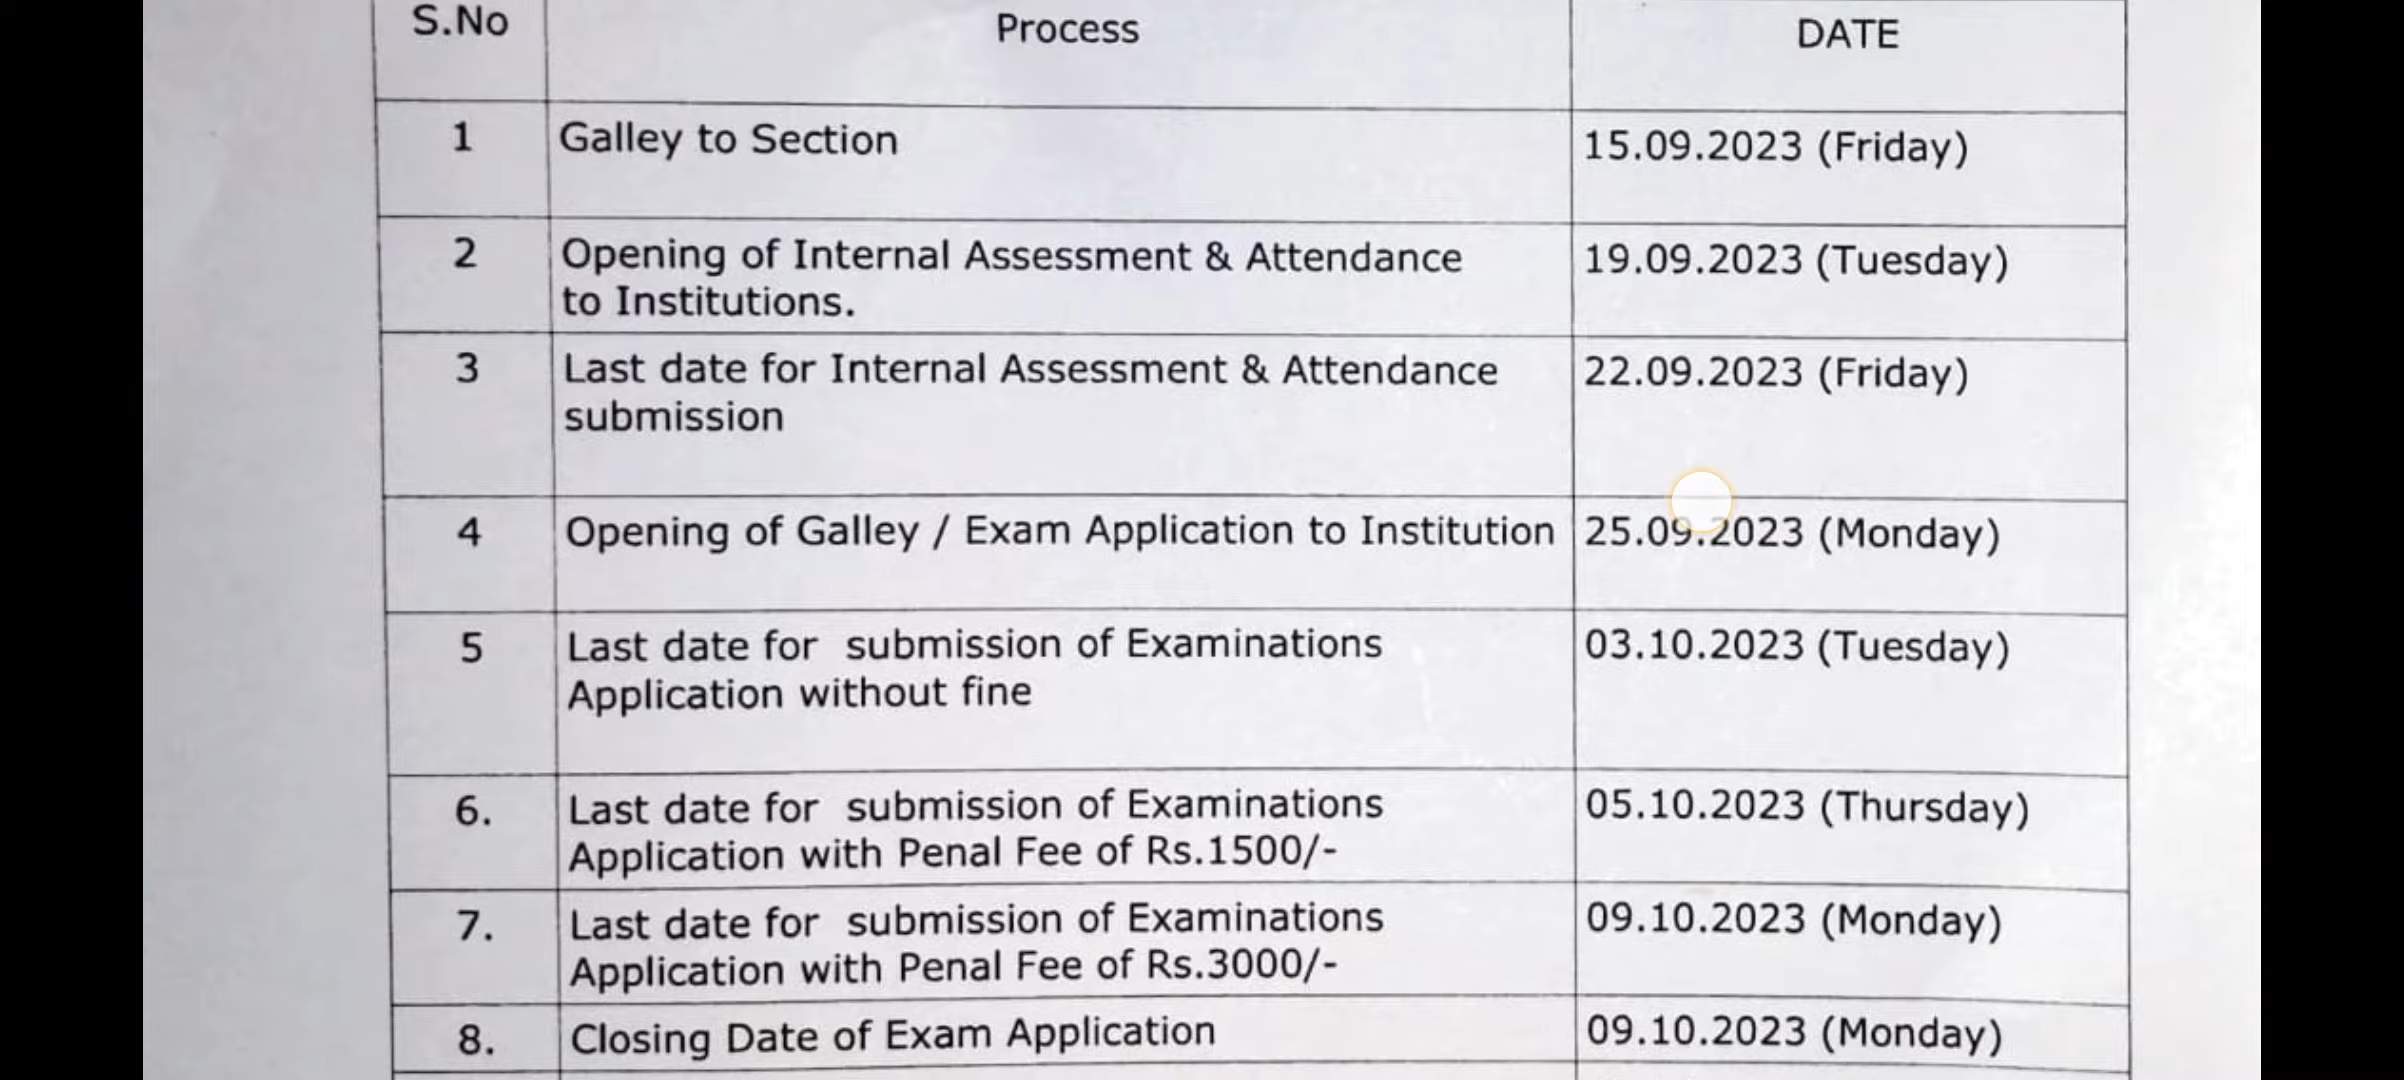 S.No Process DATE
1 Galley to Section 15.09.2023 (Friday)
2 Opening of Internal Assessment & Attendance 19.09.2023 (Tuesday)
to Institutions.
3 Last date for Internal Assessment & Attendance 22.09.2023 (Friday)
submission
4 Opening of Galley / Exam Application to Institution 25.09.2023 (Monday)
5 Last date for submission of Examinations 03.10.2023 (Tuesday)
Application without fine
6. Last date for submission of Examinations 05.10.2023 (Thursday)
Application with Penal Fee of Rs.1500/-
7. Last date for submission of Examinations 09.10.2023 (Monday)
Application with Penal Fee of Rs.3000/-
8. Closing Date of Exam Application 09.10.2023 (Monday)